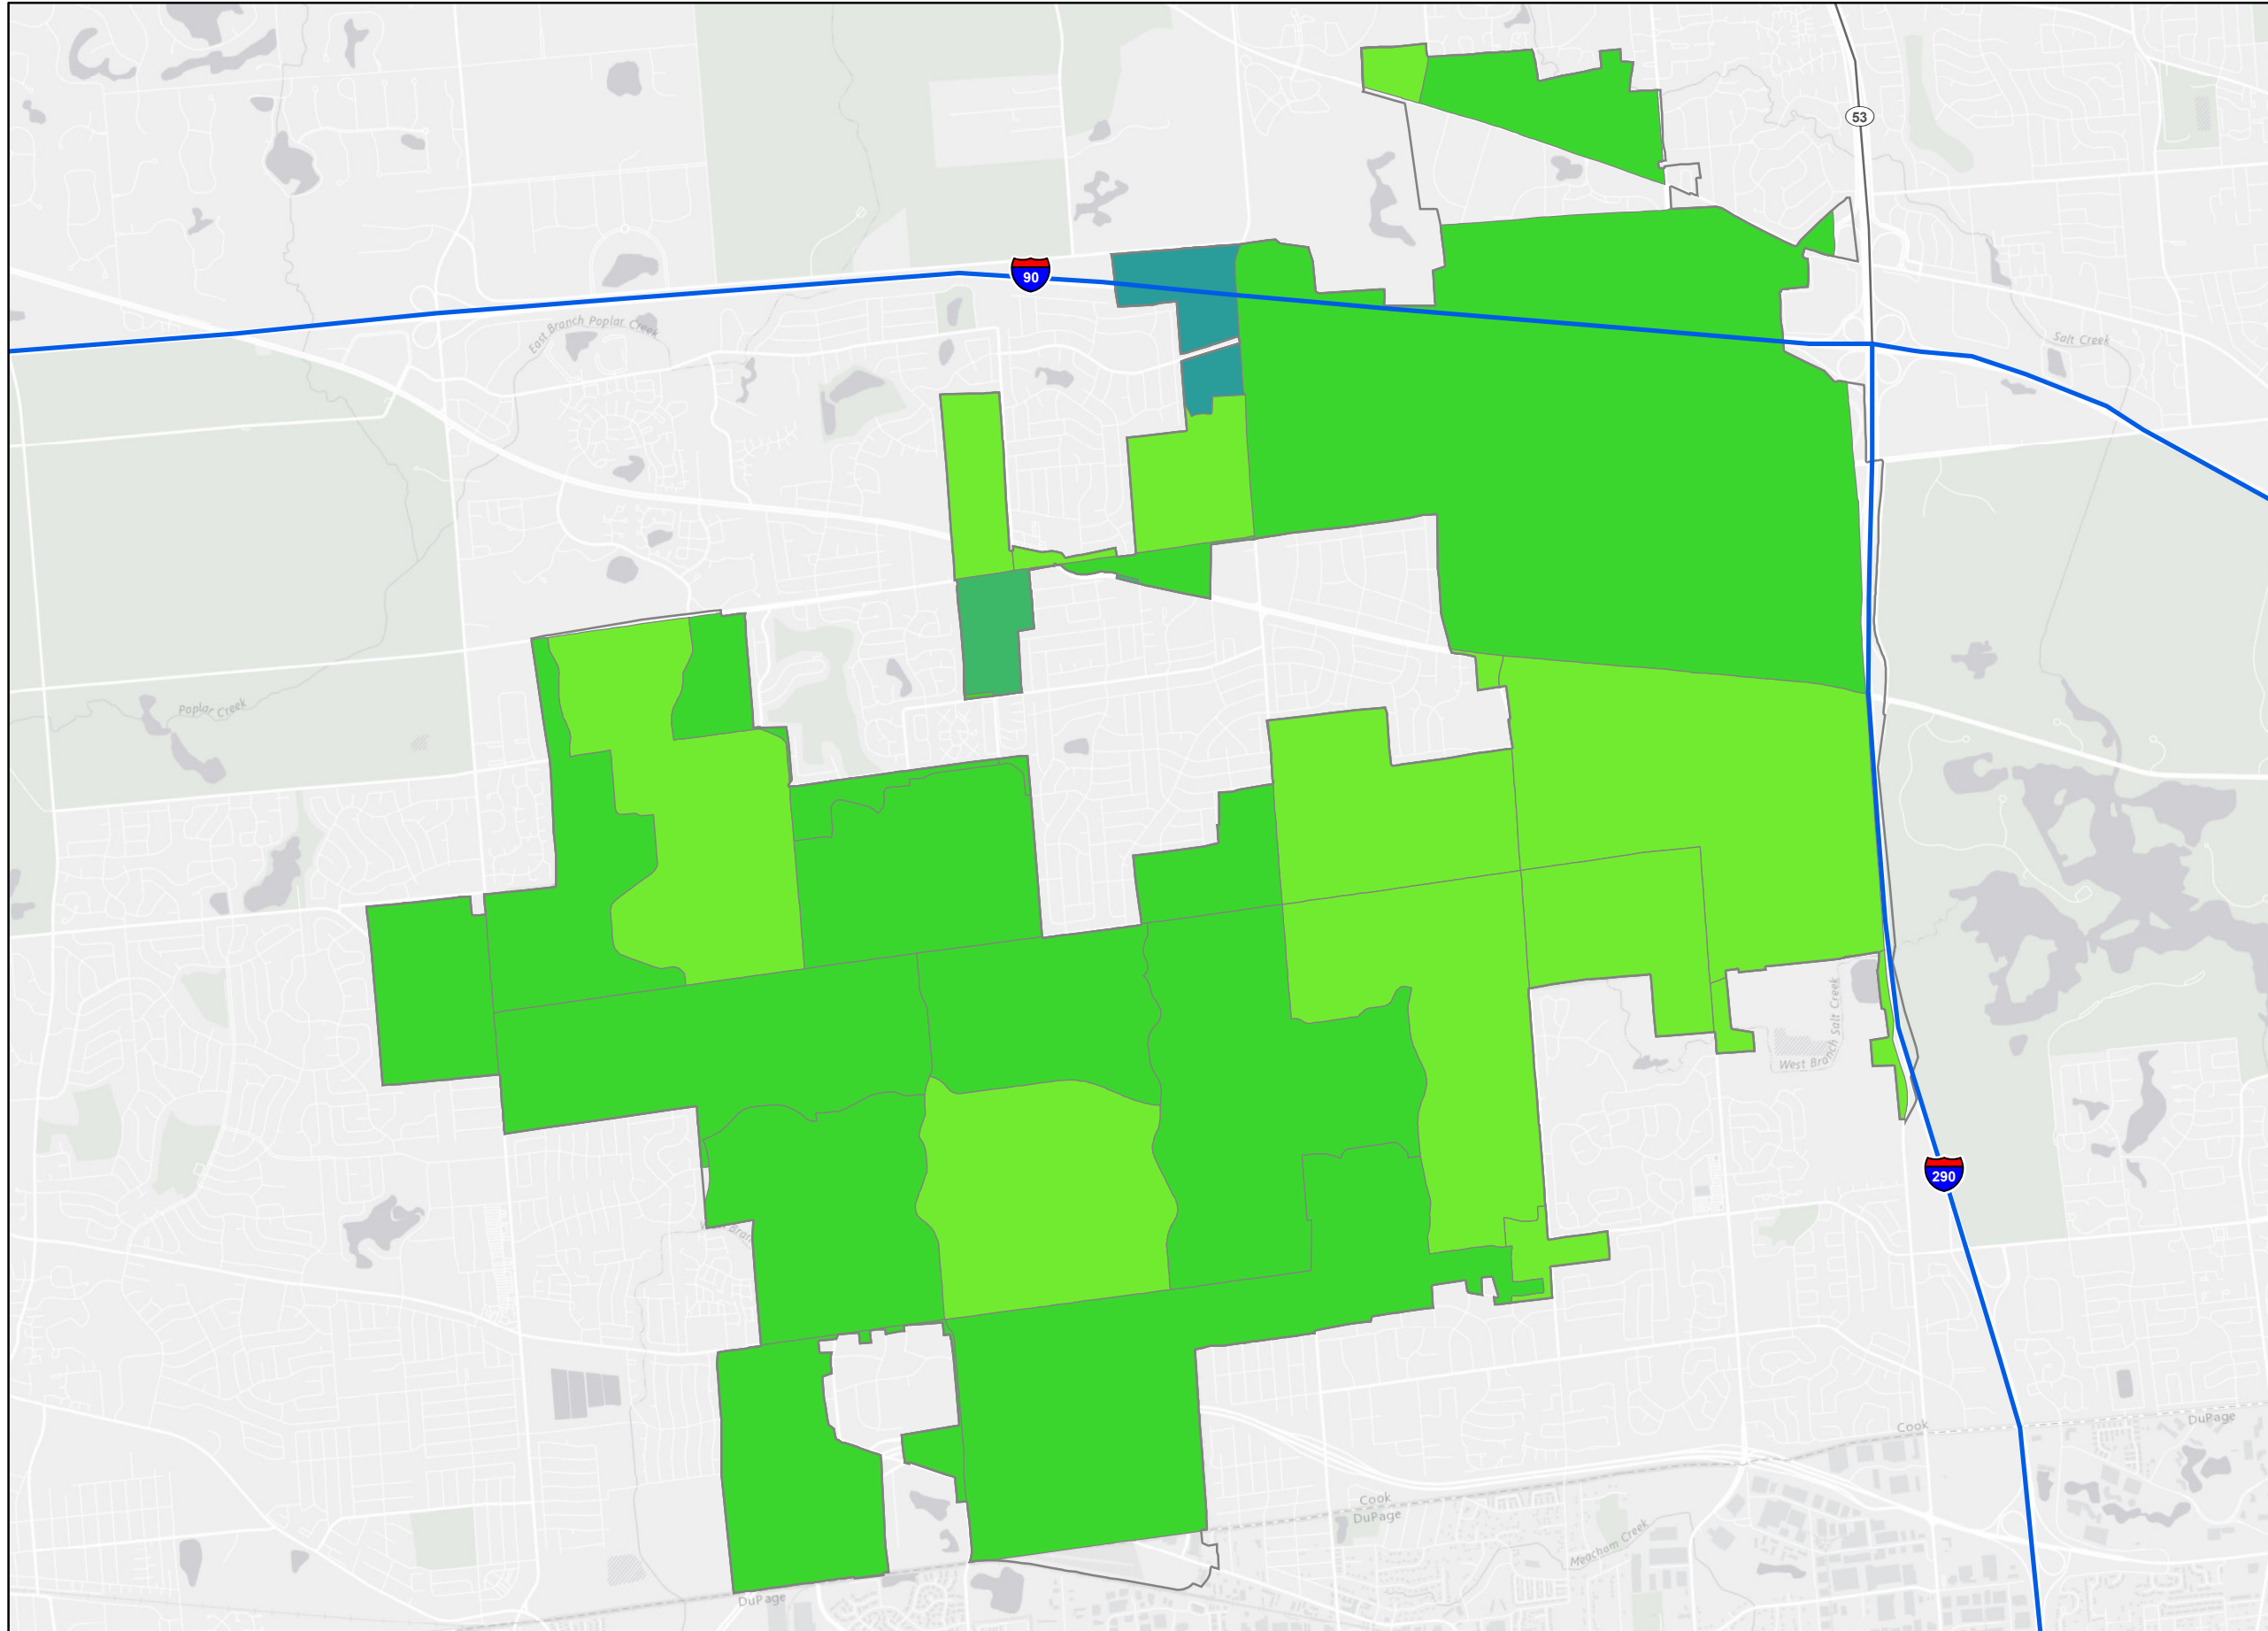 53
90
East Branch Poplar Creek
Salt Creek
Poplar Creek
West Branch Salt Creek
290
Cook
DuPage
Cook
DuPage
Meacham Creek
DuPage